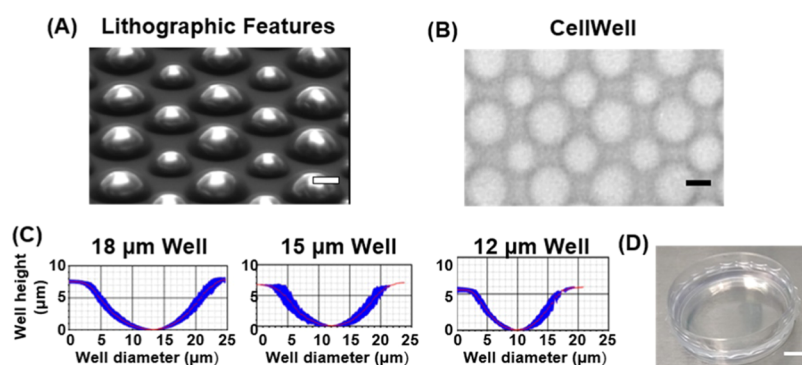 (A) Lithographic Features
(B) CellWell
(C)
18 µm Well
15 µm Well
12 µm Well
(D)
Well height
(µm)
10
5
0
0 5 10 15 20 25
Well diameter (µm)
10
5
0
0 5 10 15 20 25
Well diameter (µm)
10
5
0
0 5 10 15 20 25
Well diameter (µm)